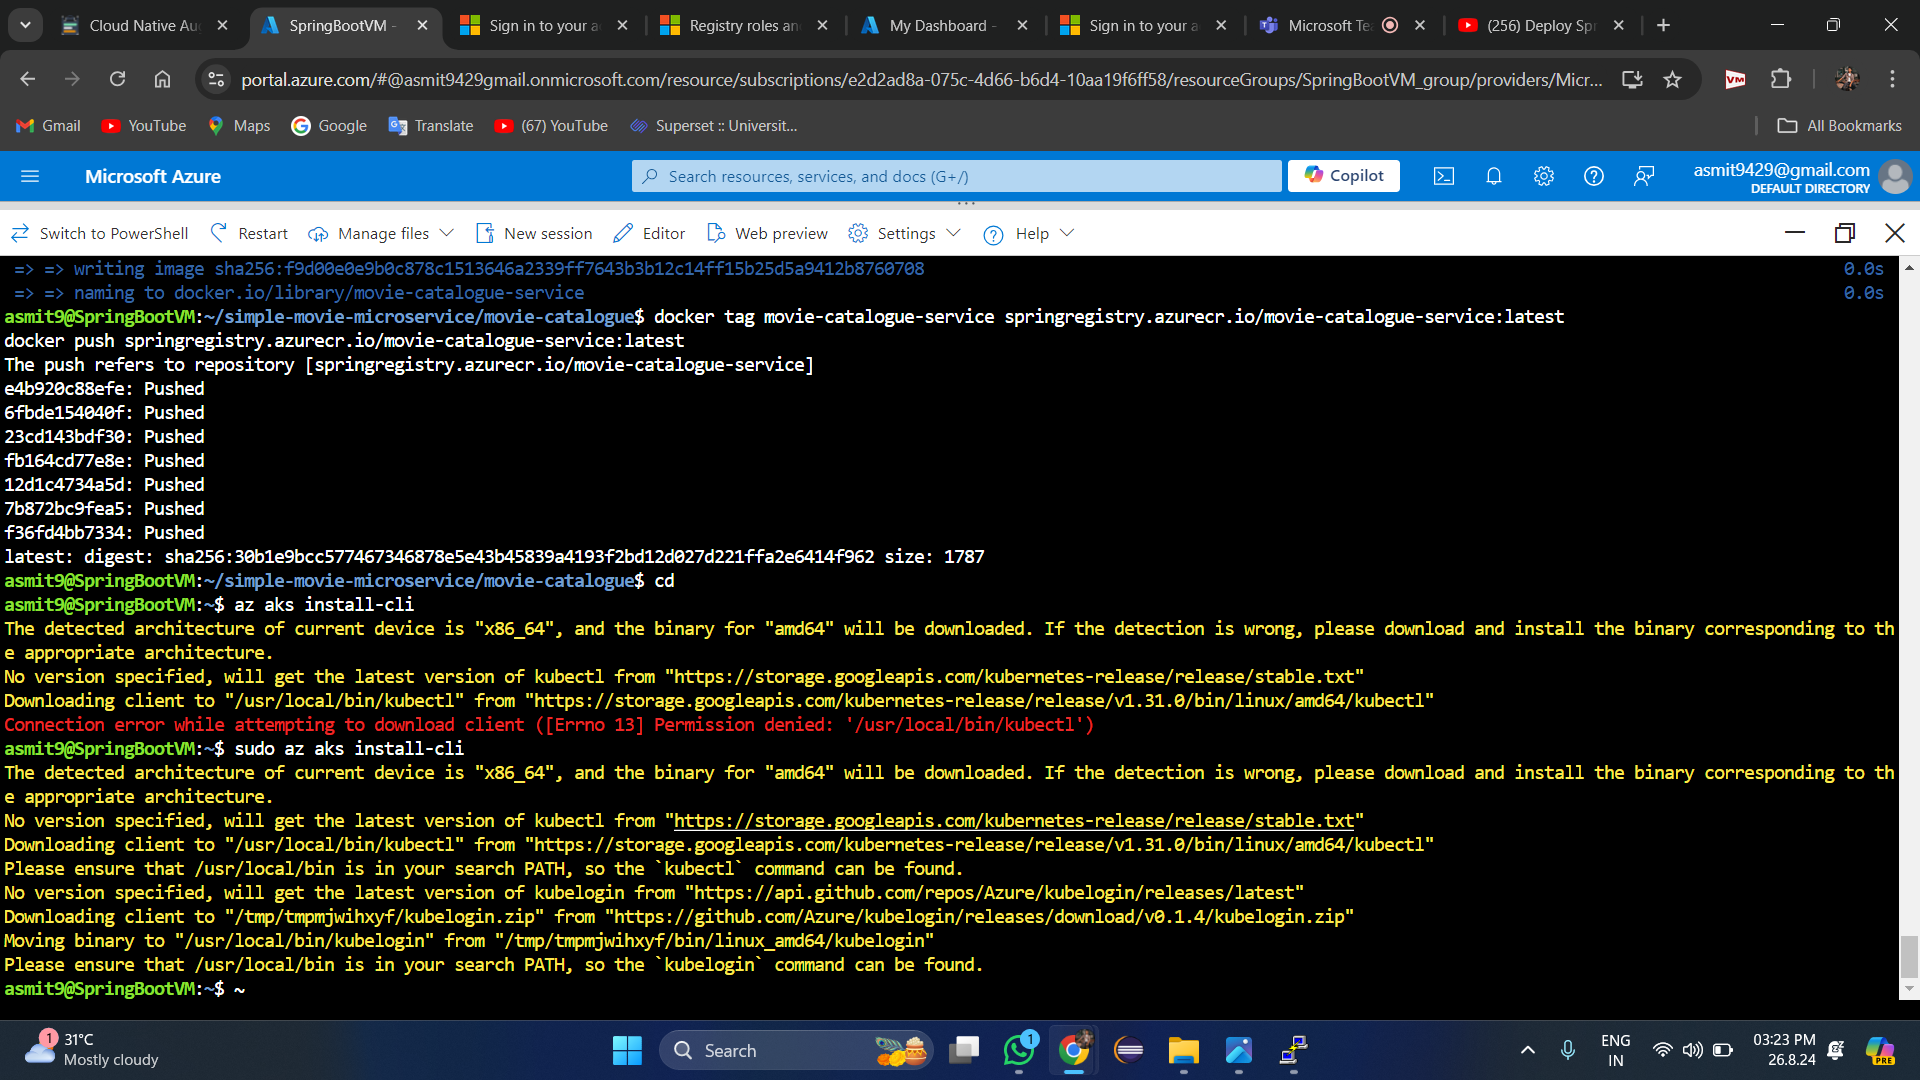 Cloud Native Au
SpringBootVM -
Sign in to your a
Registry roles an
My Dashboard -
Sign in to your a
Microsoft Te
(256) Deploy Sp
portal.azure.com/#@asmit9429gmail.onmicrosoft.com/resource/subscriptions/e2d2ad8a-075c-4d66-b6d4-10aa19f6ff58/resourceGroups/SpringBootVM_group/providers/Micr...
VM
Gmail
YouTube
Maps
Google
Translate
(67) YouTube
Superset :: Universit...
All Bookmarks
Microsoft Azure
Search resources, services, and docs (G+/)
Copilot
asmit9429@gmail.com
DEFAULT DIRECTORY
Switch to PowerShell
Restart
Manage files
New session
Editor
Web preview
Settings
Help
=> => writing image sha256:f9d00e0e9b0c878c1513646a2339ff7643b3b12c14ff15b25d5a9412b8760708 0.0s
=> => naming to docker.io/library/movie-catalogue-service 0.0s
asmit9@SpringBootVM:~/simple-movie-microservice/movie-catalogue$ docker tag movie-catalogue-service springregistry.azurecr.io/movie-catalogue-service:latest
docker push springregistry.azurecr.io/movie-catalogue-service:latest
The push refers to repository [springregistry.azurecr.io/movie-catalogue-service]
e4b920c88efe: Pushed
6fbde154040f: Pushed
23cd143bdf30: Pushed
fb164cd77e8e: Pushed
12d1c4734a5d: Pushed
7b872bc9fea5: Pushed
f36fd4bb7334: Pushed
latest: digest: sha256:30b1e9bcc577467346878e5e43b45839a4193f2bd12d027d221ffa2e6414f962 size: 1787
asmit9@SpringBootVM:~/simple-movie-microservice/movie-catalogue$ cd
asmit9@SpringBootVM:~$ az aks install-cli
The detected architecture of current device is "x86_64", and the binary for "amd64" will be downloaded. If the detection is wrong, please download and install the binary corresponding to th
e appropriate architecture.
No version specified, will get the latest version of kubectl from "https://storage.googleapis.com/kubernetes-release/release/stable.txt"
Downloading client to "/usr/local/bin/kubectl" from "https://storage.googleapis.com/kubernetes-release/release/v1.31.0/bin/linux/amd64/kubectl"
Connection error while attempting to download client ([Errno 13] Permission denied: '/usr/local/bin/kubectl')
asmit9@SpringBootVM:~$ sudo az aks install-cli
The detected architecture of current device is "x86_64", and the binary for "amd64" will be downloaded. If the detection is wrong, please download and install the binary corresponding to th
e appropriate architecture.
No version specified, will get the latest version of kubectl from "https://storage.googleapis.com/kubernetes-release/release/stable.txt"
Downloading client to "/usr/local/bin/kubectl" from "https://storage.googleapis.com/kubernetes-release/release/v1.31.0/bin/linux/amd64/kubectl"
Please ensure that /usr/local/bin is in your search PATH, so the `kubectl` command can be found.
No version specified, will get the latest version of kubelogin from "https://api.github.com/repos/Azure/kubelogin/releases/latest"
Downloading client to "/tmp/tmpmjwihxyf/kubelogin.zip" from "https://github.com/Azure/kubelogin/releases/download/v0.1.4/kubelogin.zip"
Moving binary to "/usr/local/bin/kubelogin" from "/tmp/tmpmjwihxyf/bin/linux_amd64/kubelogin"
Please ensure that /usr/local/bin is in your search PATH, so the `kubelogin` command can be found.
asmit9@SpringBootVM:~$ ~
1
31°C
Mostly cloudy
Search
1
ENG
IN
03:23 PM
26.8.24
PRE